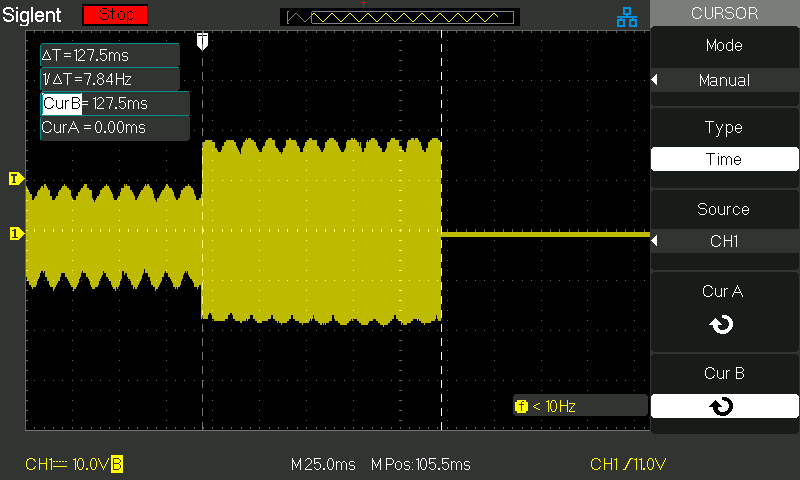 Siglent Stop T CURSOR
ΔT=127.5ms
1/ΔT=7.84Hz
CurB=127.5ms
CurA=0.00ms
T
1
f < 10Hz
Mode
Manual
Type
Time
Source
CH1
Cur A
Cur B
CH1 10.0V B M 25.0ms M Pos:105.5ms CH1 /11.0V